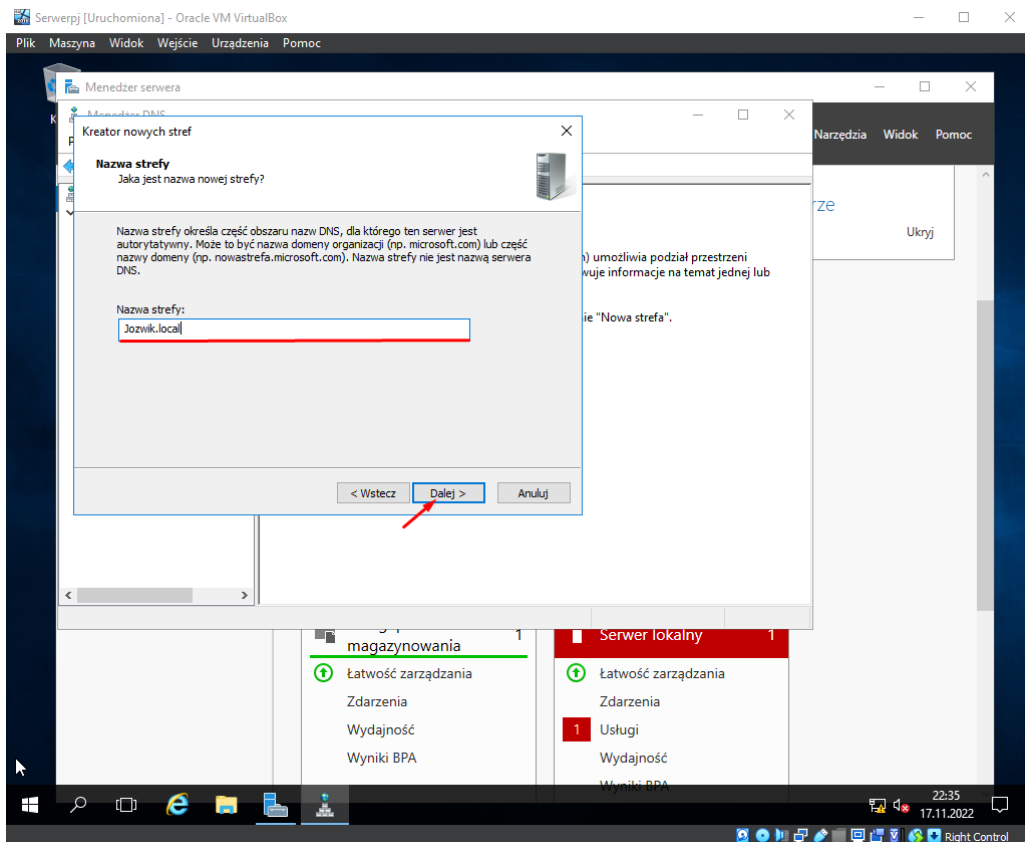 Serwerpj [Uruchomiona] - Oracle VM VirtualBox
Plik Maszyna Widok Wejście Urządzenia Pomoc
Menedżer serwera
Menedżer DNS
Kreator nowych stref
Narzędzia Widok Pomoc
Nazwa strefy
Jaka jest nazwa nowej strefy?
Ukryj
Nazwa strefy określa część obszaru nazw DNS, dla którego ten serwer jest
autorytatywny. Może to być nazwa domeny organizacji (np. microsoft.com) lub część
nazwy domeny (np. nowastrefa.microsoft.com). Nazwa strefy nie jest nazwą serwera
DNS.
umożliwia podział przestrzeni
informacje na temat jednej lub
"Nowa strefa".
Nazwa strefy:
Jozwik.local
< Wstecz Dalej > Anuluj
magazynowania 1
Serwer lokalny 1
Łatwość zarządzania
Zdarzenia
Wydajność
Wyniki BPA
Łatwość zarządzania
Zdarzenia
1 Usługi
Wydajność
Wyniki BPA
22:35
17.11.2022
Right Control